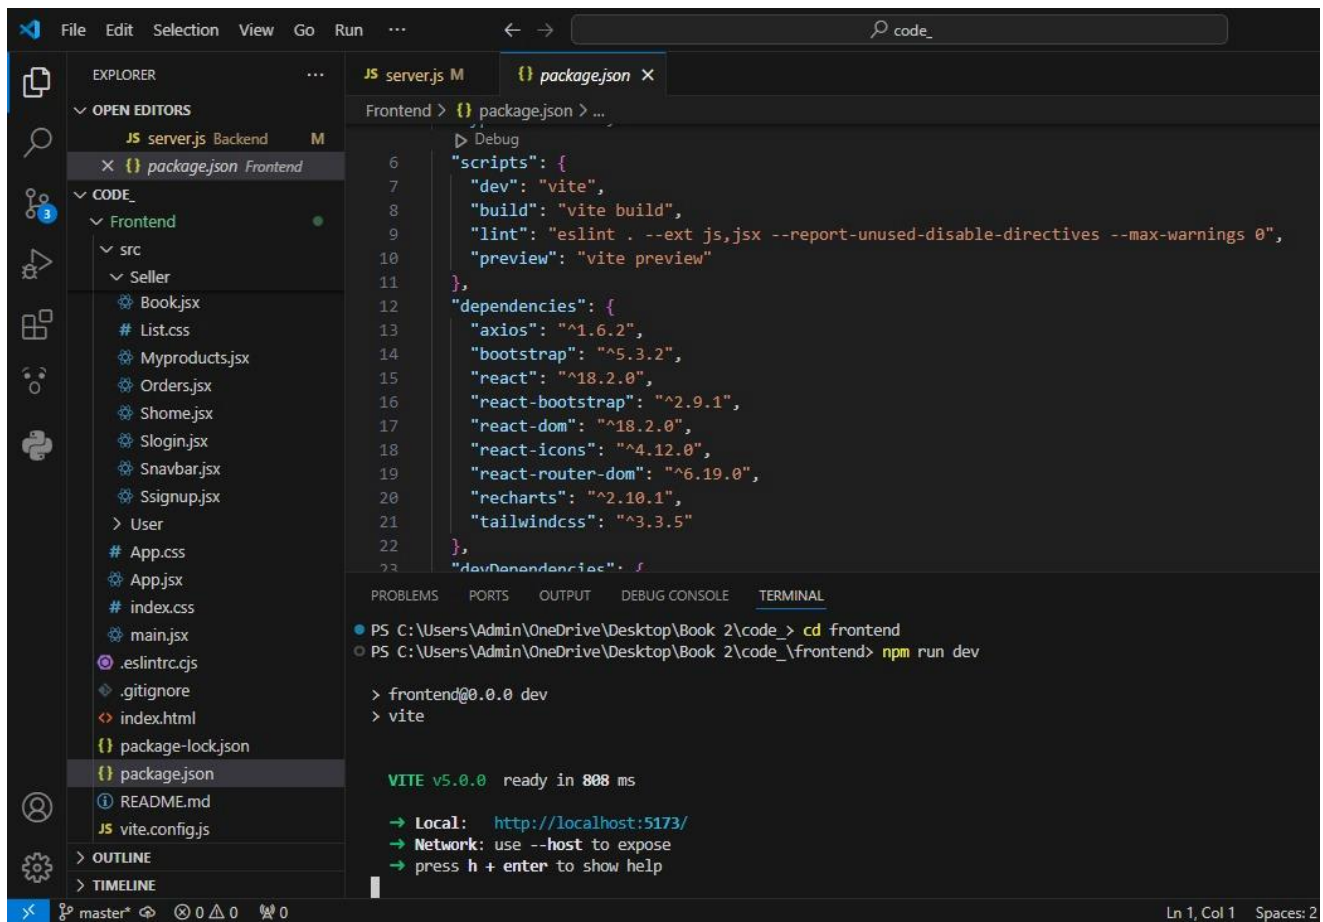 File Edit Selection View Go Run ... code_
EXPLORER ...
OPEN EDITORS
JS server.js Backend M
{} package.json Frontend
CODE_
Frontend
src
Seller
Book.jsx
# List.css
Myproducts.jsx
Orders.jsx
Shome.jsx
Slogin.jsx
Snavbar.jsx
Ssignup.jsx
User
# App.css
App.jsx
# index.css
main.jsx
.eslintrc.cjs
.gitignore
<> index.html
{} package-lock.json
{} package.json
README.md
JS vite.config.js
OUTLINE
TIMELINE
3
JS server.js M {} package.json
Frontend > {} package.json > ...
Debug
6 "scripts": {
7 "dev": "vite",
8 "build": "vite build",
9 "lint": "eslint . --ext js,jsx --report-unused-disable-directives --max-warnings 0",
10 "preview": "vite preview"
11 },
12 "dependencies": {
13 "axios": "^1.6.2",
14 "bootstrap": "^5.3.2",
15 "react": "^18.2.0",
16 "react-bootstrap": "^2.9.1",
17 "react-dom": "^18.2.0",
18 "react-icons": "^4.12.0",
19 "react-router-dom": "^6.19.0",
20 "recharts": "^2.10.1",
21 "tailwindcss": "^3.3.5"
22 },
23 "devDependencies": {
PROBLEMS PORTS OUTPUT DEBUG CONSOLE TERMINAL
PS C:\Users\Admin\OneDrive\Desktop\Book 2\code_> cd frontend
PS C:\Users\Admin\OneDrive\Desktop\Book 2\code_\frontend> npm run dev
> frontend@0.0.0 dev
> vite
VITE v5.0.0 ready in 808 ms
➜ Local: http://localhost:5173/
➜ Network: use --host to expose
➜ press h + enter to show help
master* 0 0 0 Ln 1, Col 1 Spaces: 2